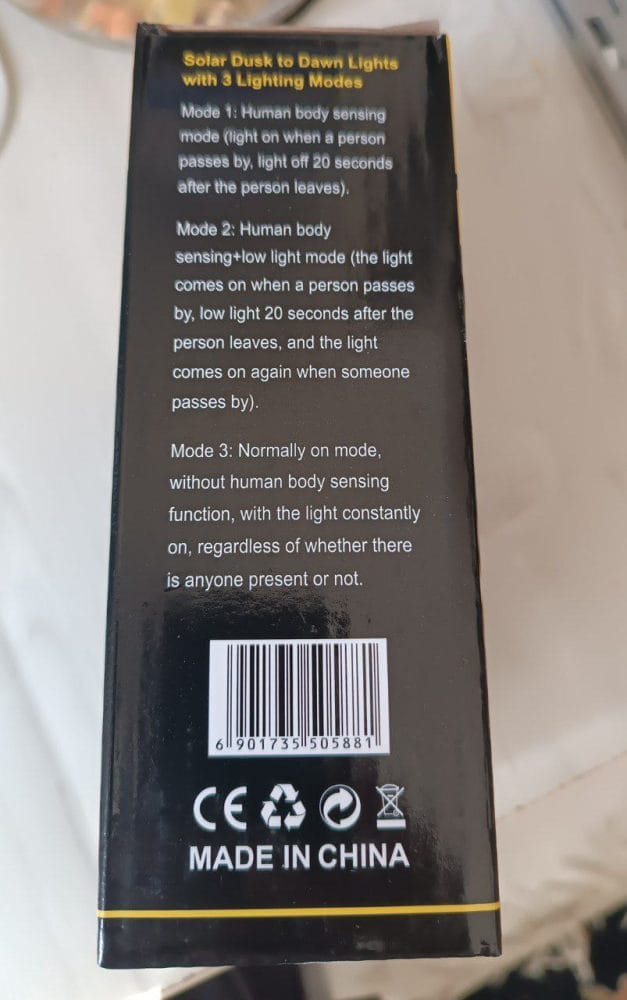 Solar Dusk to Dawn Lights
with 3 Lighting Modes
Mode 1: Human body sensing
mode (light on when a person
passes by, light off 20 seconds
after the person leaves).
Mode 2: Human body
sensing+low light mode (the light
comes on when a person passes
by, low light 20 seconds after the
person leaves, and the light
comes on again when someone
passes by).
Mode 3: Normally on mode,
without human body sensing
function, with the light constantly
on, regardless of whether there
is anyone present or not.
6 901735 505881
CE
MADE IN CHINA